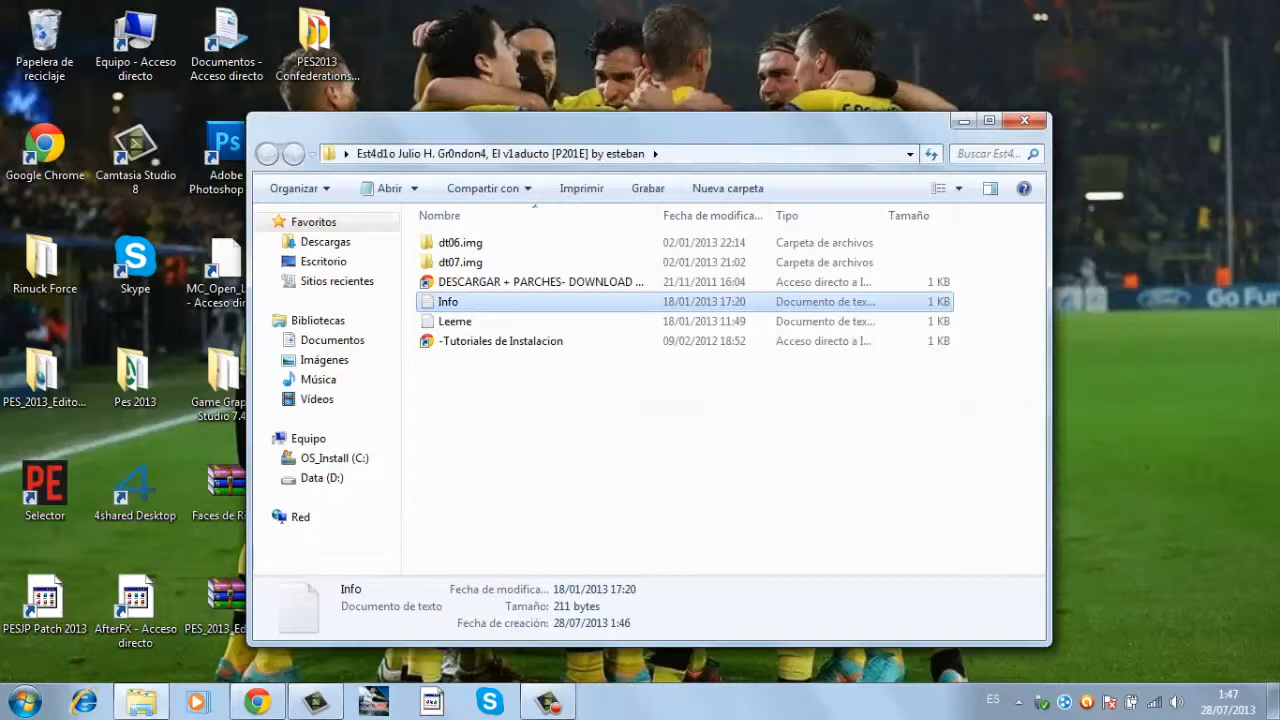 Papelera de
reciclaje
Equipo - Acceso
directo
Documentos -
Acceso directo
PES2013
Confederations...
Google Chrome
Camtasia Studio
8
Ps
Adobe
Photoshop
Rinuck Force
Skype
MC_Open_
- Acceso di
PES_2013_Edito...
Pes 2013
Game Grap
Studio 7.4
PE
Selector
4shared Desktop
Faces de R
PESJP Patch 2013
AfterFX - Acceso
directo
PES_2013_Ed
Est4d1o Julio H. Gr0ndon4, El v1aducto [P201E] by esteban
Buscar Est4...
Organizar
Abrir
Compartir con
Imprimir
Grabar
Nueva carpeta
Favoritos
Descargas
Escritorio
Sitios recientes
Bibliotecas
Documentos
Imágenes
Música
Vídeos
Equipo
OS_Install (C:)
Data (D:)
Red
Nombre Fecha de modifica... Tipo Tamaño
dt06.img 02/01/2013 22:14 Carpeta de archivos
dt07.img 02/01/2013 21:02 Carpeta de archivos
DESCARGAR + PARCHES- DOWNLOAD ... 21/11/2011 16:04 Acceso directo a I... 1 KB
Info 18/01/2013 17:20 Documento de tex... 1 KB
Leeme 18/01/2013 11:49 Documento de tex... 1 KB
-Tutoriales de Instalacion 09/02/2012 18:52 Acceso directo a I... 1 KB
Info
Documento de texto
Fecha de modifica... 18/01/2013 17:20
Tamaño: 211 bytes
Fecha de creación: 28/07/2013 1:46
ES
1:47
28/07/2013